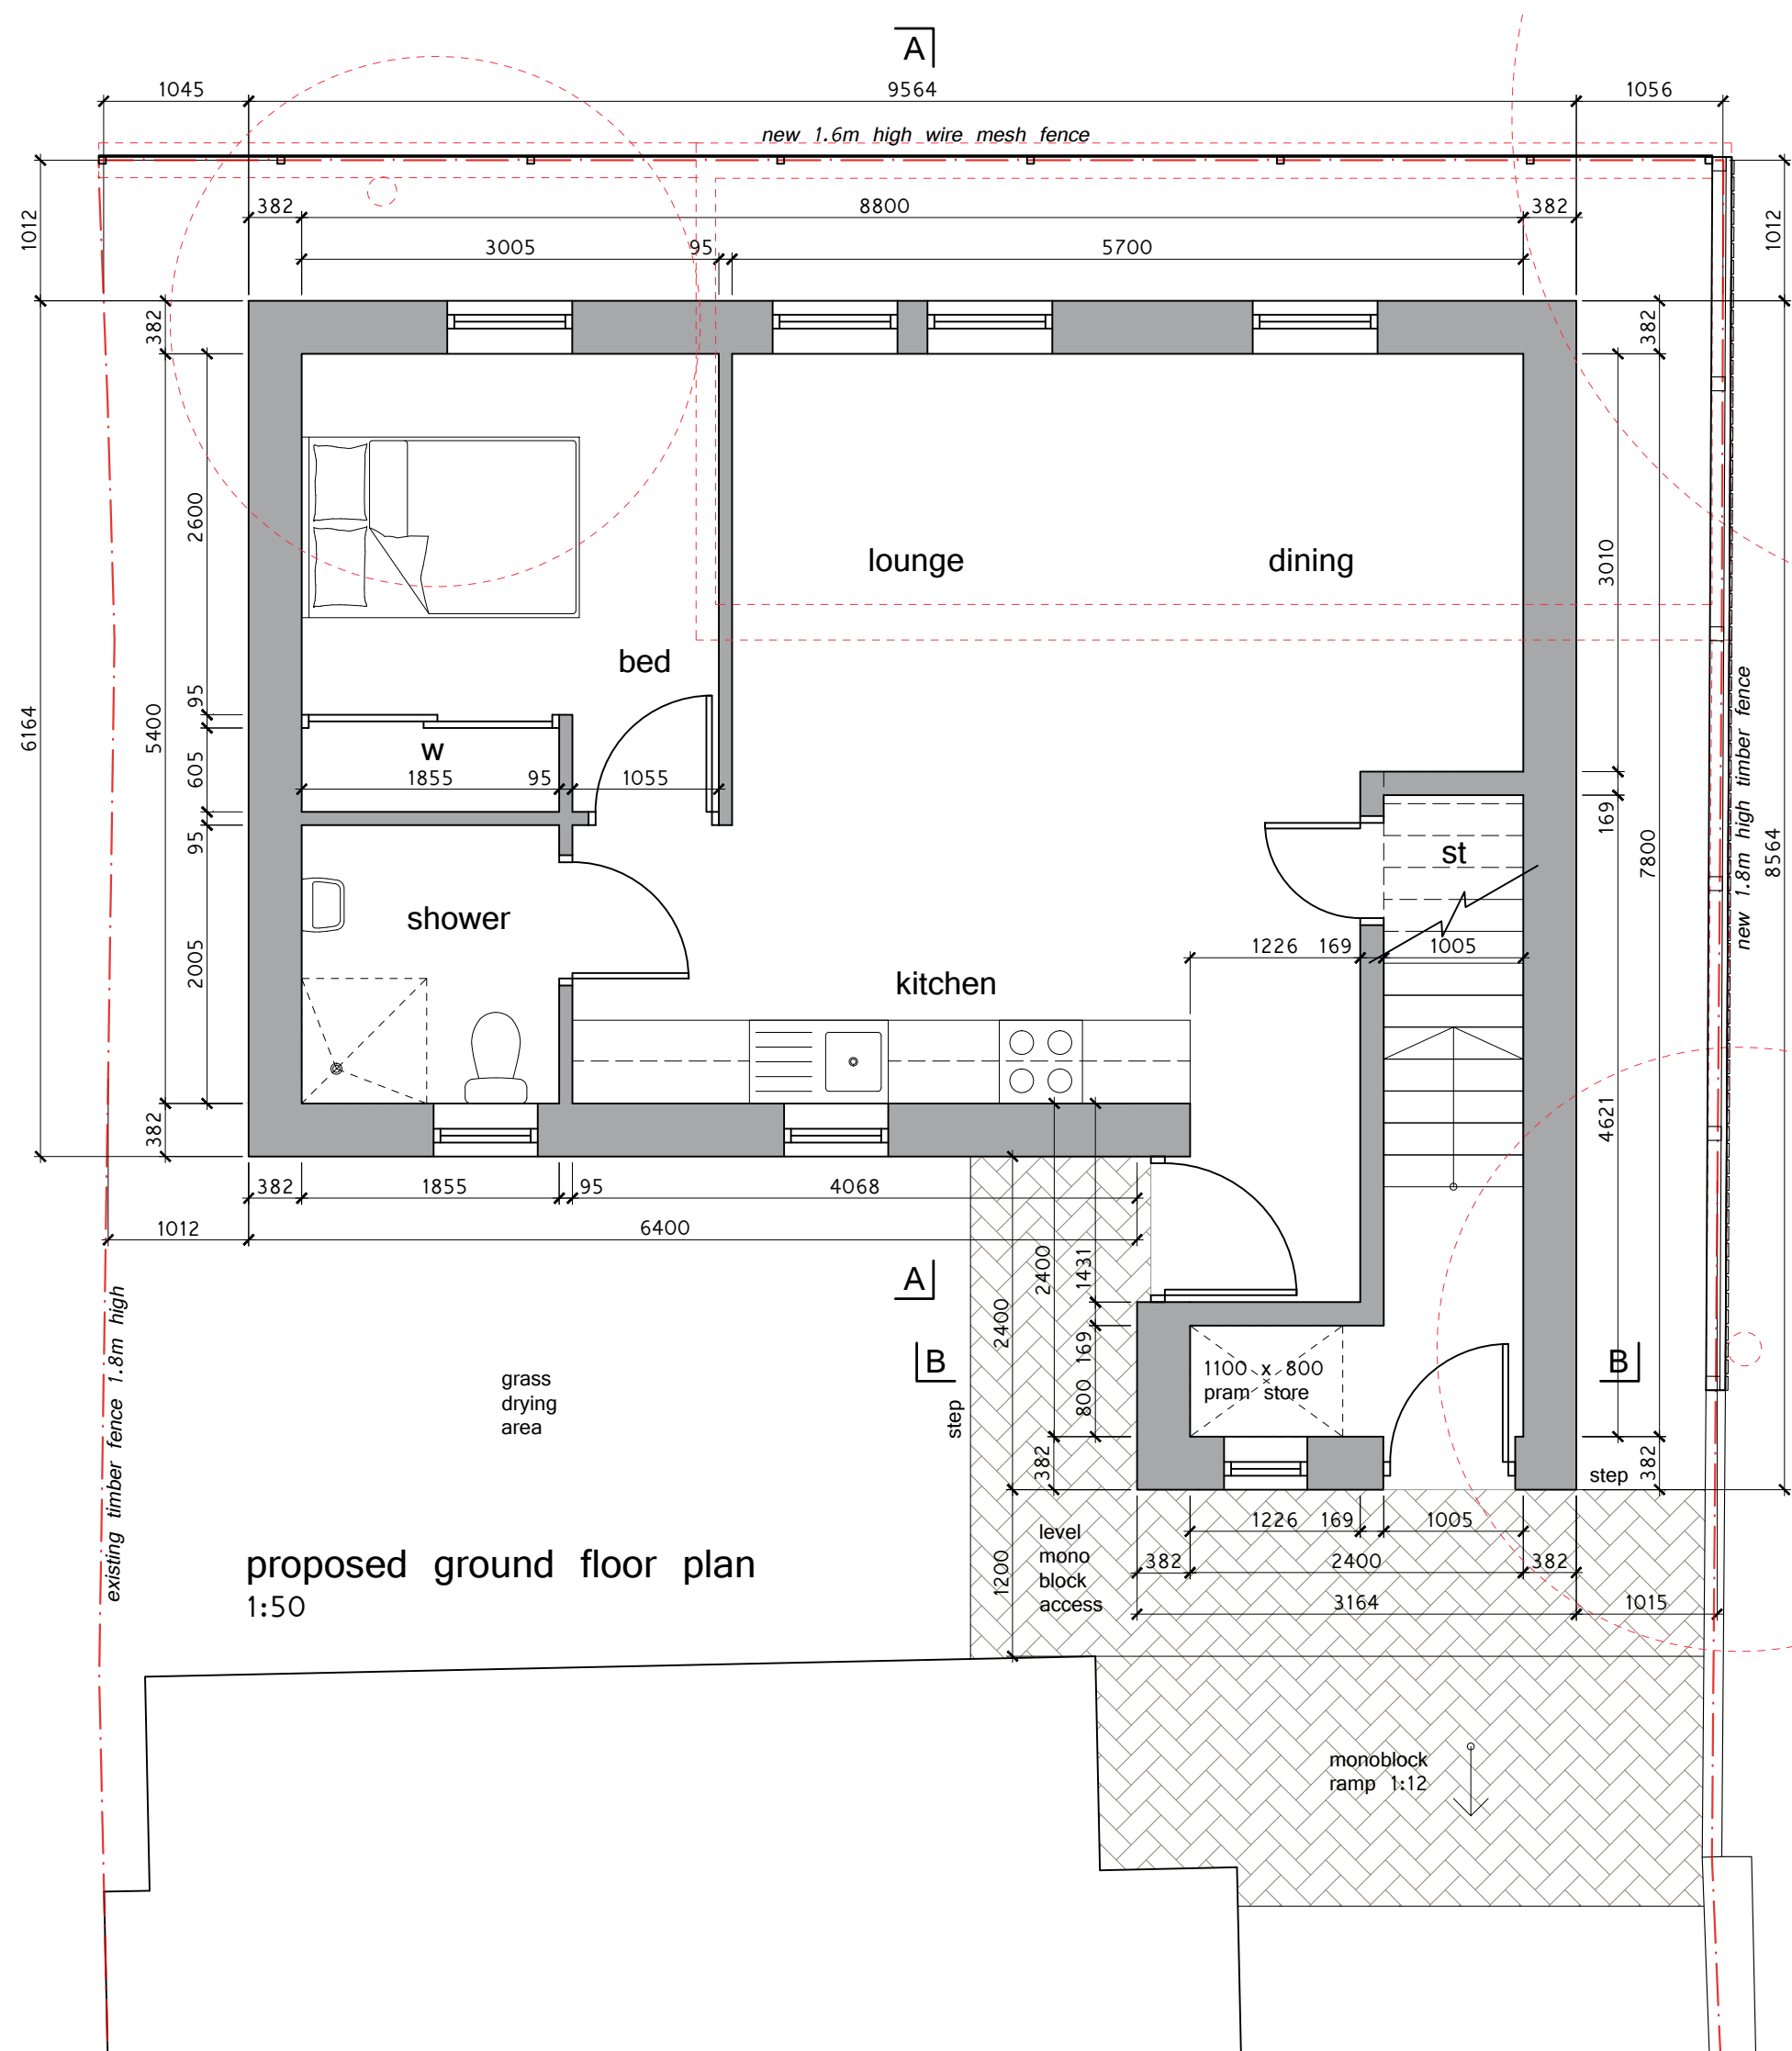 A
1045
9564
1056
new 1.6m high wire mesh fence
382
8800
382
3005
95
5700
1012
1012
382
382
2600
3010
lounge
dining
bed
95
6164
5400
new 1.8m high timber fence
w
605
1855
95
1055
95
169
7800
8564
st
shower
2005
1226
169
1005
kitchen
382
4621
382
1855
95
4068
1012
6400
2400
1431
A
2400
existing timber fence 1.8m high
B
169
B
1100 x 800
pram store
800
grass
drying
area
step
382
382
step
1226
169
1005
level
mono
block
access
proposed ground floor plan
1:50
1200
382
2400
382
3164
1015
monoblock
ramp 1:12